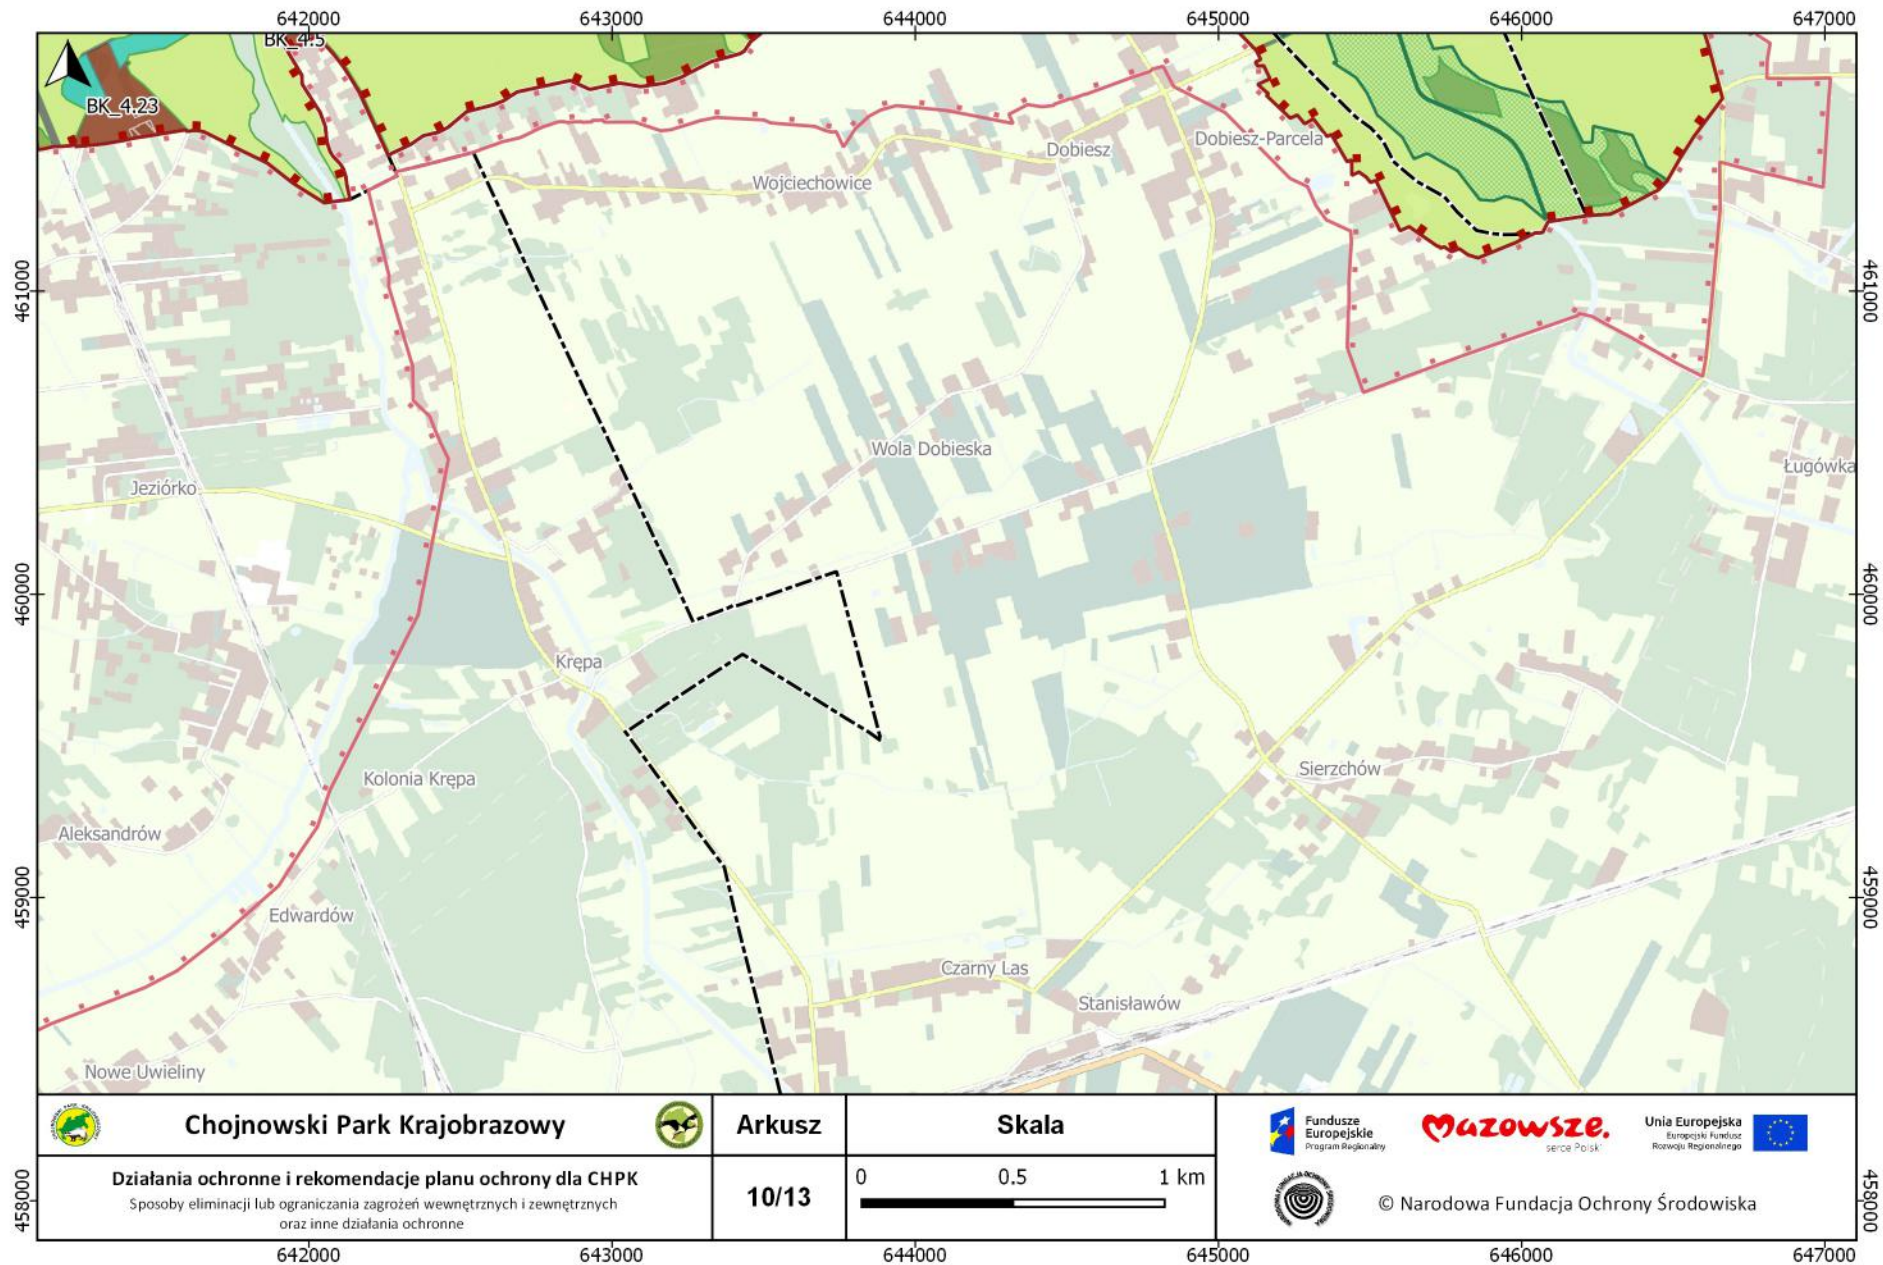 642000
643000
644000
645000
646000
647000
BK_4.5
BK_4.23
Dobiesz
Dobiesz-Parcela
Wojciechowice
461000
461000
Wola Dobieska
Ługówka
Jeziórko
460000
460000
Krępa
Kolonia Krępa
Sierzchów
Aleksandrów
459000
459000
Edwardów
Czarny Las
Stanisławów
Nowe Uwieliny
Chojnowski Park Krajobrazowy
Działania ochronne i rekomendacje planu ochrony dla CHPK
Sposoby eliminacji lub ograniczania zagrożeń wewnętrznych i zewnętrznych
oraz inne działania ochronne
Arkusz
10/13
Skala
0 0.5 1 km
Fundusze
Europejskie
Program Regionalny
Mazowsze.
serce Polski
Unia Europejska
Europejski Fundusz
Rozwoju Regionalnego
© Narodowa Fundacja Ochrony Środowiska
458000
458000
642000
643000
644000
645000
646000
647000